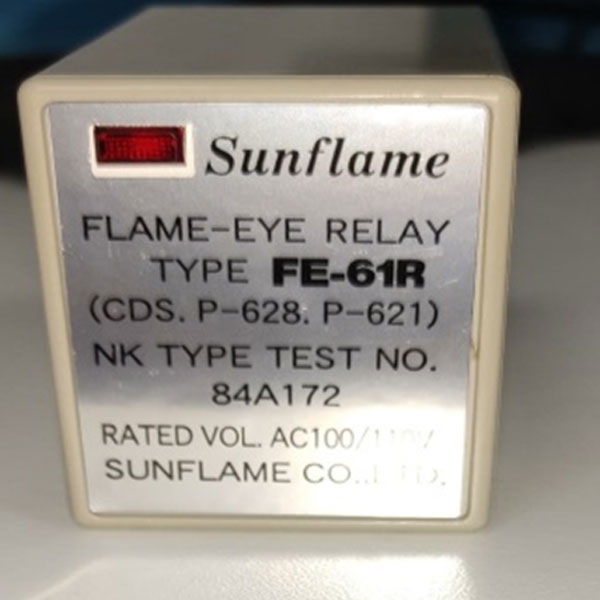 Sunflame
FLAME-EYE RELAY
TYPE FE-61R
(CDS. P-628. P-621)
NK TYPE TEST NO.
84A172
RATED VOL. AC100/110V
SUNFLAME CO., LTD.